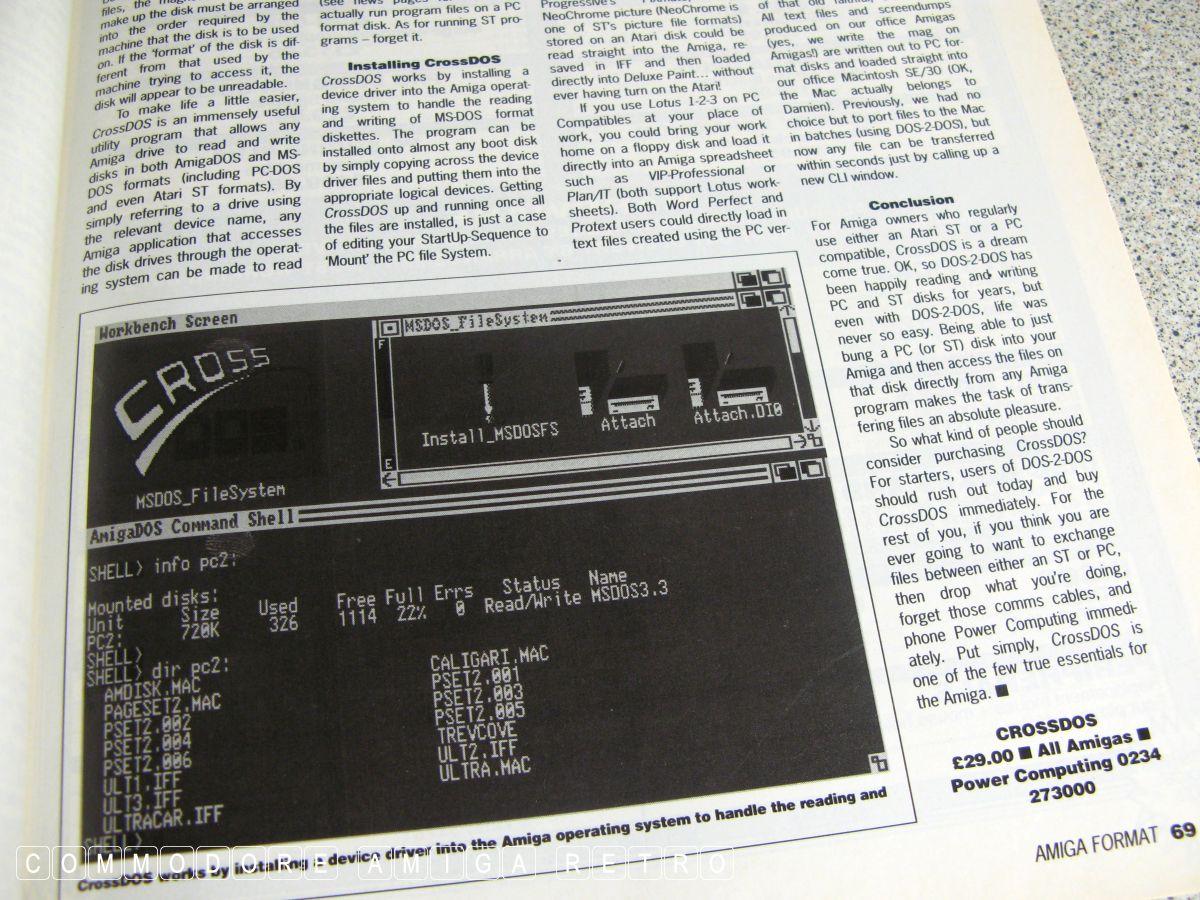 files, the
make up the disk must be arranged
into the order required by the
machine that the disk is to be used
on. If the 'format' of the disk is dif-
ferent from that used by the
machine trying to access it, the
disk will appear to be unreadable.
To make life a little easier,
CrossDOS is an immensely useful
utility program that allows any
Amiga drive to read and write
disks in both AmigaDOS and MS-
DOS formats (including PC-DOS
and even Atari ST formats). By
simply referring to a drive using
the relevant device name, any
Amiga application that accesses
the disk drives through the operat-
ing system can be made to read
(see news pages
actually run program files on a PC
format disk. As for running ST pro-
grams – forget it.
Installing CrossDOS
CrossDOS works by installing a
device driver into the Amiga operat-
ing system to handle the reading
and writing of MS-DOS format
diskettes. The program can be
installed onto almost any boot disk
by simply copying across the device
driver files and putting them into the
appropriate logical devices. Getting
CrossDOS up and running once all
the files are installed, is just a case
of editing your StartUp-Sequence to
'Mount' the PC file System.
Progressive's
NeoChrome picture (NeoChrome is
one of ST's picture file formats)
stored on an Atari disk could be
read straight into the Amiga, re-
saved in IFF and then loaded
directly into Deluxe Paint... without
ever having turn on the Atari!
If you use Lotus 1-2-3 on PC
Compatibles at your place of
work, you could bring your work
home on a floppy disk and load it
directly into an Amiga spreadsheet
such as VIP-Professional or
Plan/IT (both support Lotus work-
sheets). Both Word Perfect and
Protext users could directly load in
text files created using the PC ver-
of that old faithful,
All text files and screendumps
produced on our office Amigas
(yes, we write the mag on
Amigas!) are written out to PC for-
mat disks and loaded straight into
our office Macintosh SE/30 (OK,
the Mac actually belongs to
Damien). Previously, we had no
choice but to port files to the Mac
in batches (using DOS-2-DOS), but
now any file can be transferred
within seconds just by calling up a
new CLI window.
Conclusion
For Amiga owners who regularly
use either an Atari ST or a PC
compatible, CrossDOS is a dream
come true. OK, so DOS-2-DOS has
been happily reading and writing
PC and ST disks for years, but
even with DOS-2-DOS, life was
never so easy. Being able to just
bung a PC (or ST) disk into your
Amiga and then access the files on
that disk directly from any Amiga
program makes the task of trans-
fering files an absolute pleasure.
So what kind of people should
consider purchasing CrossDOS?
For starters, users of DOS-2-DOS
should rush out today and buy
CrossDOS immediately. For the
rest of you, if you think you are
ever going to want to exchange
files between either an ST or PC,
then drop what you're doing,
forget those comms cables, and
phone Power Computing immedi-
ately. Put simply, CrossDOS is
one of the few true essentials for
the Amiga. ■
CROSSDOS
£29.00 ■ All Amigas ■
Power Computing 0234
273000
Workbench Screen
CROSS
MSDOS_FileSystem
MSDOS_FileSystem
F
E
Install_MSDOSFS
Attach
Attach.DI0
AmigaDOS Command Shell
SHELL> info pc2:
Mounted disks:
Unit Size Used Free Full Errs Status Name
PC2: 720K 326 1114 22% 0 Read/Write MSDOS3.3
SHELL>
SHELL> dir pc2:
AMDISK.MAC CALIGARI.MAC
PAGESET2.MAC PSET2.001
PSET2.002 PSET2.003
PSET2.004 PSET2.005
PSET2.006 TREVCOVE
ULT1.IFF ULT2.IFF
ULT3.IFF ULTRA.MAC
ULTRACAR.IFF
SHELL>
CrossDOS works by installing a device driver into the Amiga operating system to handle the reading and
COMMODORE AMIGA RETRO
AMIGA FORMAT 69